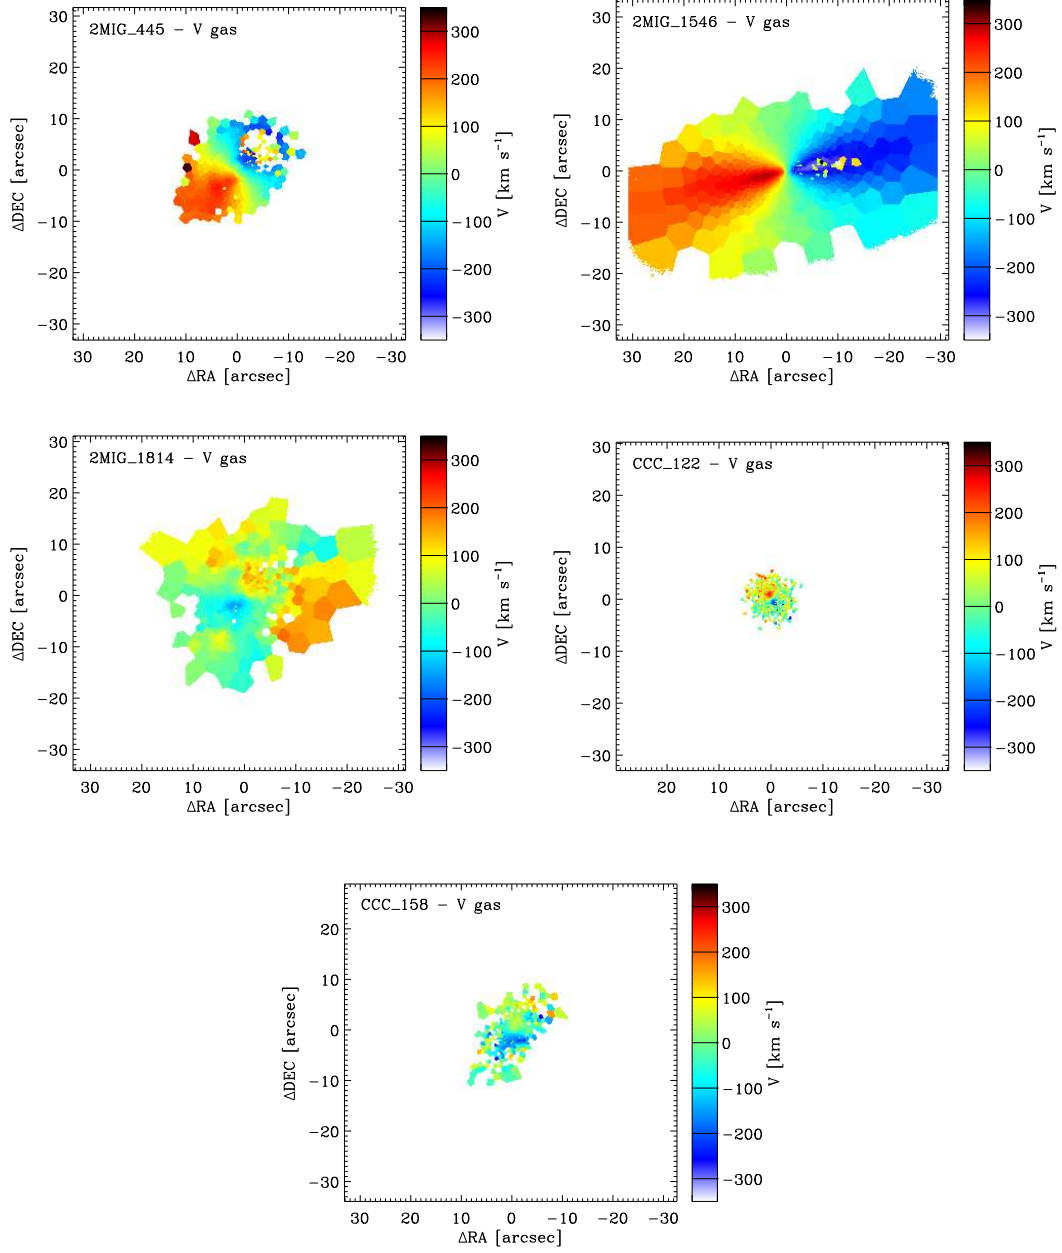 2MIG_445 – V gas
30
20
10
0
−10
−20
−30
ΔDEC [arcsec]
30 20 10 0 −10 −20 −30
ΔRA [arcsec]
300
200
100
0
−100
−200
−300
V [km s⁻¹]
2MIG_1546 – V gas
30
20
10
0
−10
−20
−30
ΔDEC [arcsec]
30 20 10 0 −10 −20 −30
ΔRA [arcsec]
300
200
100
0
−100
−200
−300
V [km s⁻¹]
2MIG_1814 – V gas
30
20
10
0
−10
−20
−30
ΔDEC [arcsec]
30 20 10 0 −10 −20 −30
ΔRA [arcsec]
300
200
100
0
−100
−200
−300
V [km s⁻¹]
CCC_122 – V gas
30
20
10
0
−10
−20
−30
ΔDEC [arcsec]
20 10 0 −10 −20 −30
ΔRA [arcsec]
300
200
100
0
−100
−200
−300
V [km s⁻¹]
CCC_158 – V gas
20
10
0
−10
−20
−30
ΔDEC [arcsec]
30 20 10 0 −10 −20 −30
ΔRA [arcsec]
300
200
100
0
−100
−200
−300
V [km s⁻¹]